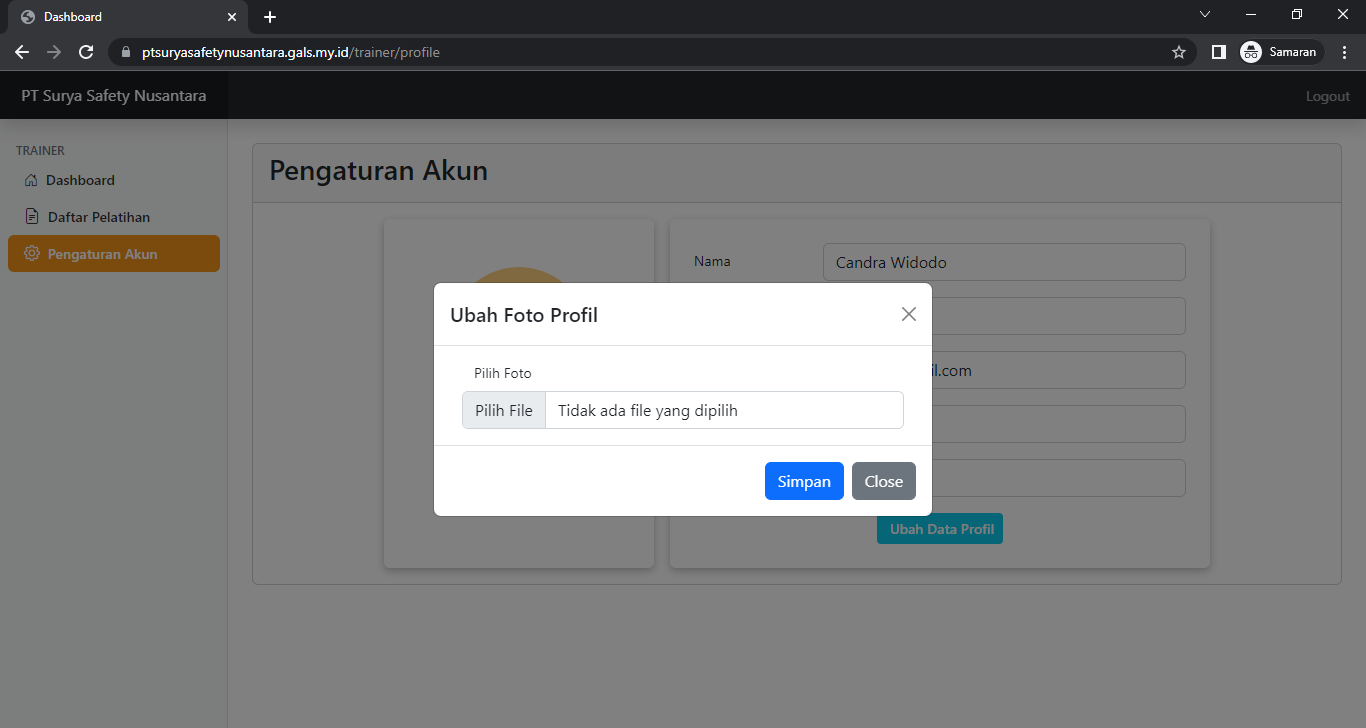 Dashboard
ptsuryasafetynusantara.gals.my.id/trainer/profile
Samaran
PT Surya Safety Nusantara
Logout
TRAINER
Dashboard
Daftar Pelatihan
Pengaturan Akun
Pengaturan Akun
Nama
Candra Widodo
il.com
Ubah Data Profil
Ubah Foto Profil
Pilih Foto
Pilih File
Tidak ada file yang dipilih
Simpan
Close